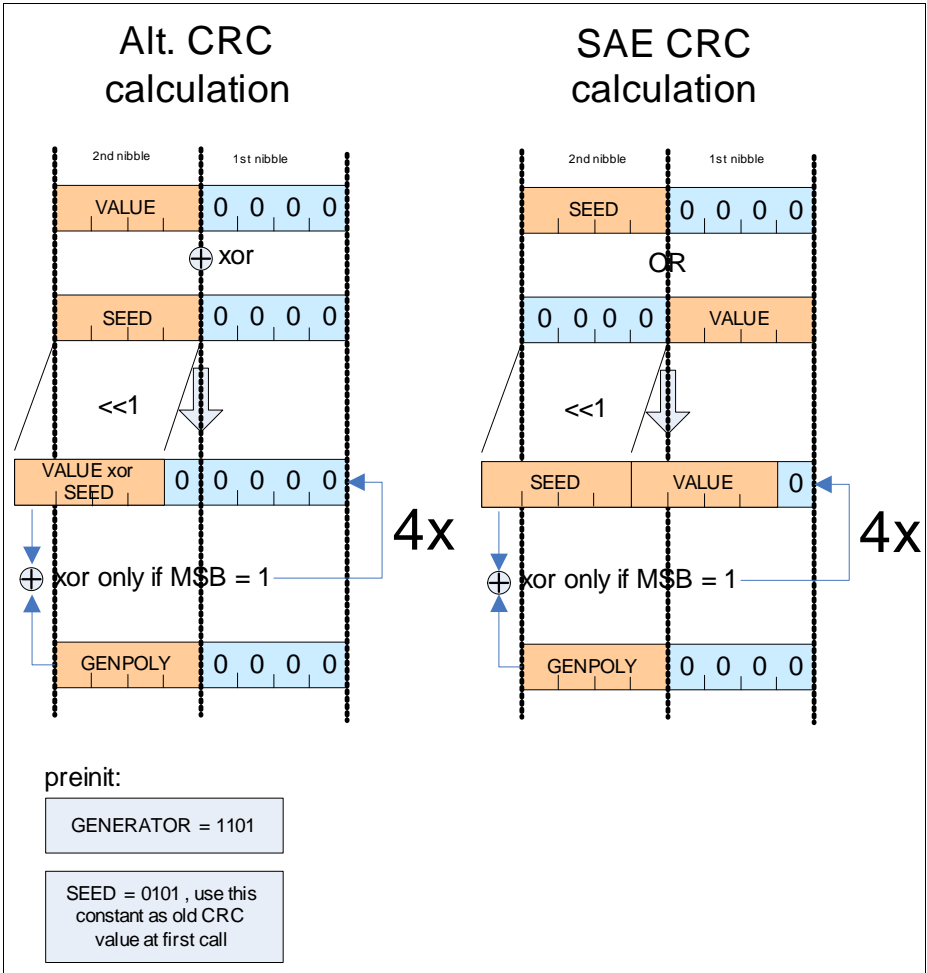 Alt. CRC
calculation
2nd nibble
1st nibble
VALUE
0 0 0 0
xor
SEED
0 0 0 0
<<1
VALUE xor
SEED
0 0 0 0 0
4x
xor only if MSB = 1
GENPOLY
0 0 0 0
preinit:
GENERATOR = 1101
SEED = 0101 , use this
constant as old CRC
value at first call
SAE CRC
calculation
2nd nibble
1st nibble
SEED
0 0 0 0
OR
0 0 0 0
VALUE
<<1
SEED
VALUE
0
4x
xor only if MSB = 1
GENPOLY
0 0 0 0